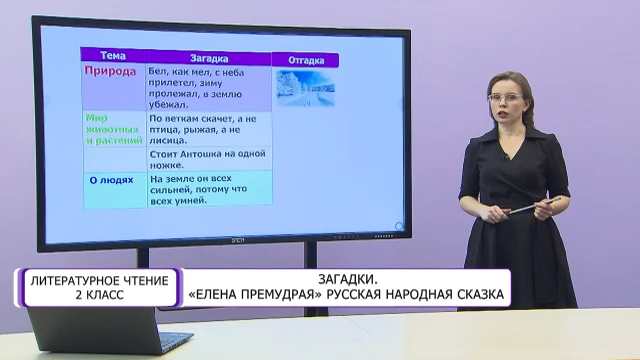 Тема Загадка Отгадка
Природа Бел, как мел, с неба
прилетел, зиму
пролежал, в землю
убежал.
Мир
животных
и растений
По веткам скачет, а не
птица, рыжая, а не
лисица.
Стоит Антошка на одной
ножке.
О людях На земле он всех
сильней, потому что
всех умней.
ЛИТЕРАТУРНОЕ ЧТЕНИЕ
2 КЛАСС
ЗАГАДКИ.
«ЕЛЕНА ПРЕМУДРАЯ» РУССКАЯ НАРОДНАЯ СКАЗКА